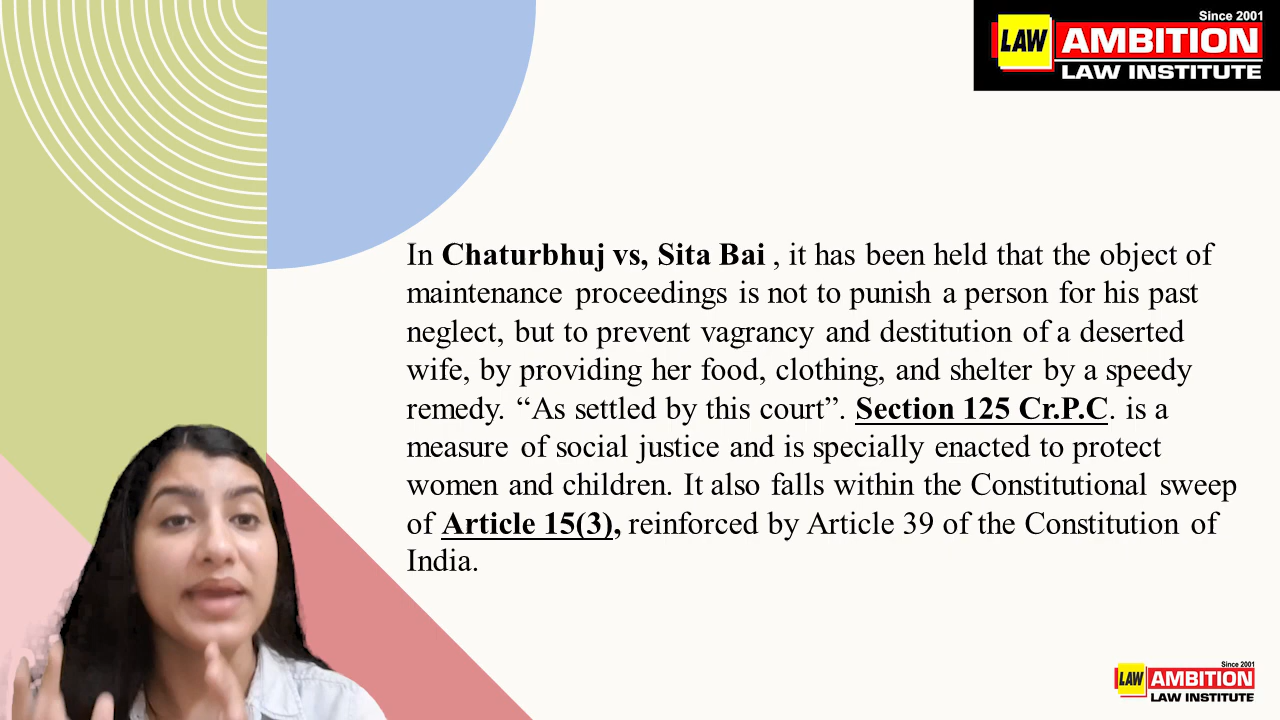 Since 2001
LAW AMBITION
LAW INSTITUTE
In Chaturbhuj vs, Sita Bai , it has been held that the object of
maintenance proceedings is not to punish a person for his past
neglect, but to prevent vagrancy and destitution of a deserted
wife, by providing her food, clothing, and shelter by a speedy
remedy. “As settled by this court”. Section 125 Cr.P.C. is a
measure of social justice and is specially enacted to protect
women and children. It also falls within the Constitutional sweep
of Article 15(3), reinforced by Article 39 of the Constitution of
India.
Since 2001
LAW AMBITION
LAW INSTITUTE